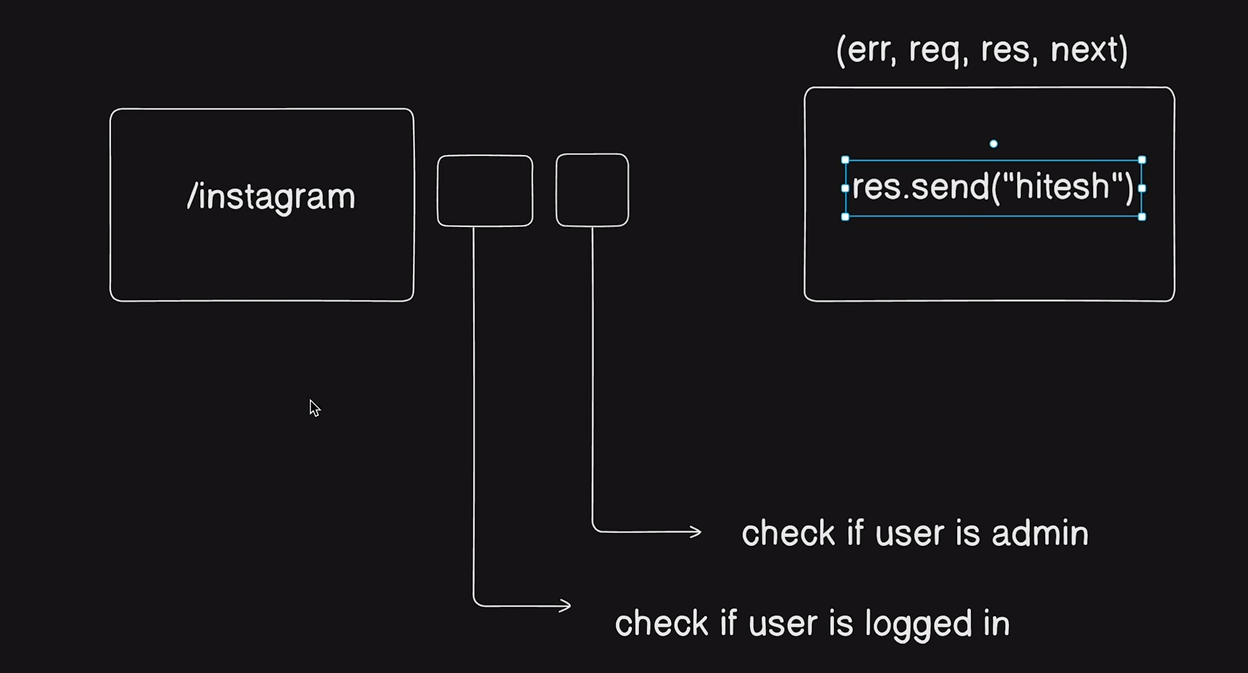 (err, req, res, next)
/instagram
res.send("hitesh")
check if user is admin
check if user is logged in